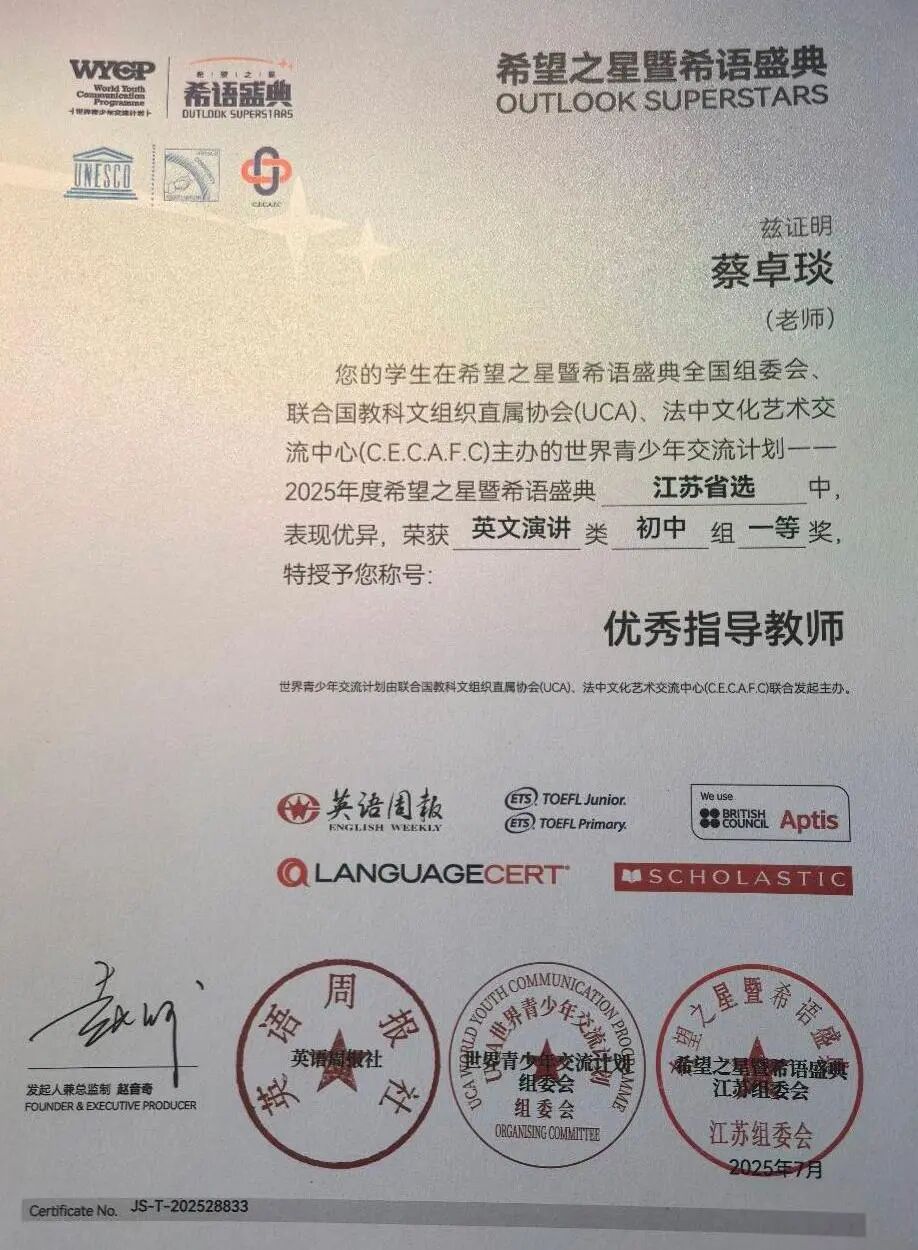 WYCP
World Youth
Communication
Programme
世界青少年交流计划
希望之星
希语盛典
OUTLOOK SUPERSTARS
希望之星暨希语盛典
OUTLOOK SUPERSTARS
UNESCO
C.E.C.A.F.C
兹证明
蔡卓琰
(老师)
您的学生在希望之星暨希语盛典全国组委会、
联合国教科文组织直属协会(UCA)、法中文化艺术交
流中心(C.E.C.A.F.C)主办的世界青少年交流计划——
2025年度希望之星暨希语盛典 江苏省选 中，
表现优异，荣获 英文演讲 类 初中 组 一等 奖，
特授予您称号：
优秀指导教师
世界青少年交流计划由联合国教科文组织直属协会(UCA)、法中文化艺术交流中心(C.E.C.A.F.C)联合发起主办。
英语周报
ENGLISH WEEKLY
ETS TOEFL Junior.
ETS TOEFL Primary.
We use
BRITISH
COUNCIL
Aptis
LANGUAGECERT
SCHOLASTIC
发起人兼总监制 赵音奇
FOUNDER & EXECUTIVE PRODUCER
英语周报社
英语周报社
UCA WORLD YOUTH COMMUNICATION PROGRAMME
UCA世界青少年交流计划
世界青少年交流计划
组委会
组委会
ORGANISING COMMITTEE
希望之星暨希语盛典
希望之星暨希语盛典
江苏组委会
江苏组委会
2025年7月
Certificate No. JS-T-202528833